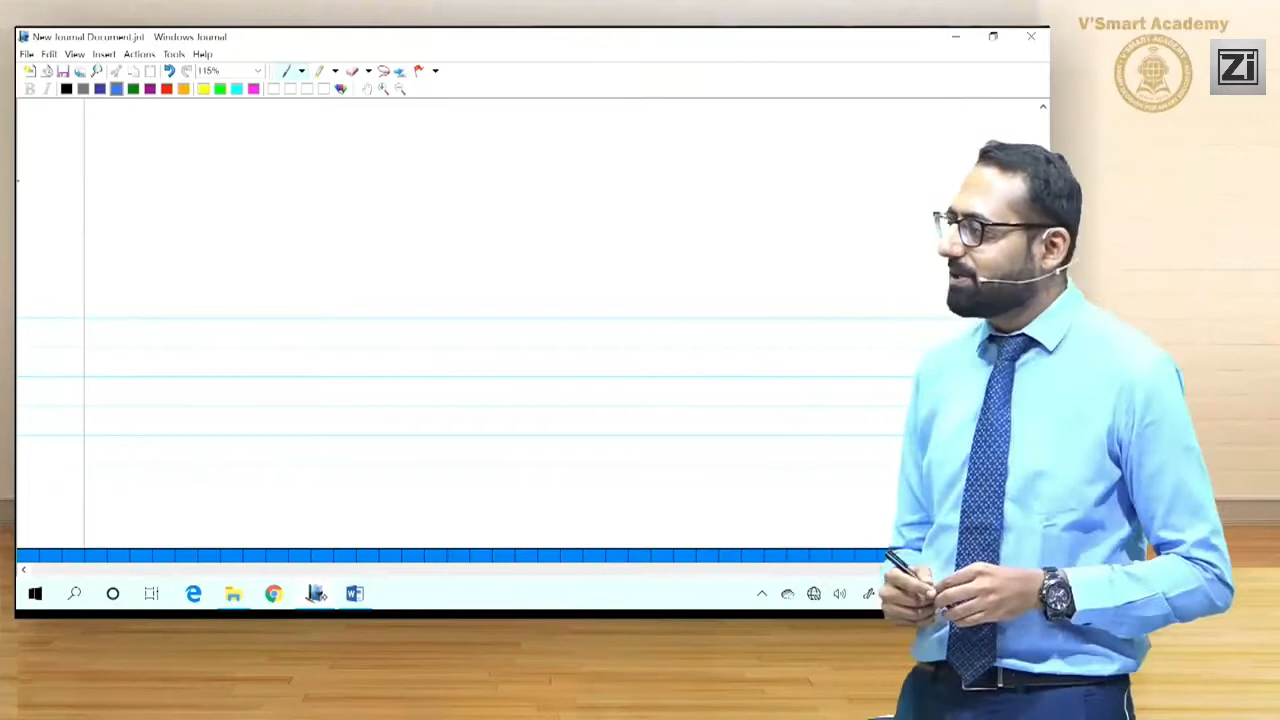 V'Smart Academy
New Journal Document.jnt - Windows Journal
File Edit View Insert Actions Tools Help
Zi
115%
B I